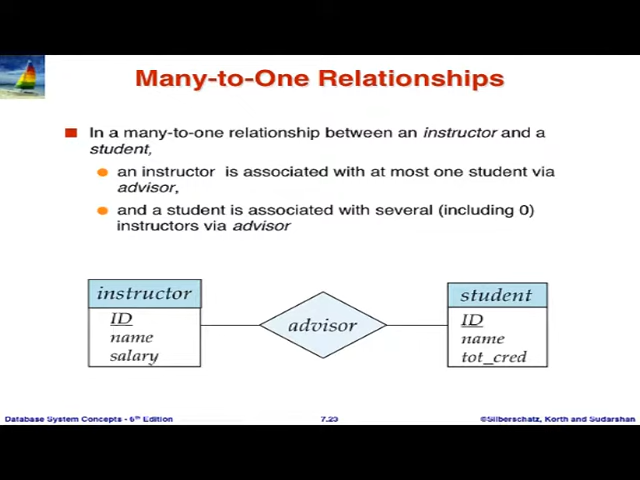 Many-to-One Relationships
In a many-to-one relationship between an instructor and a
student,
an instructor is associated with at most one student via
advisor,
and a student is associated with several (including 0)
instructors via advisor
instructor
ID
name
salary
advisor
student
ID
name
tot_cred
Database System Concepts - 6th Edition
7.23
©Silberschatz, Korth and Sudarshan